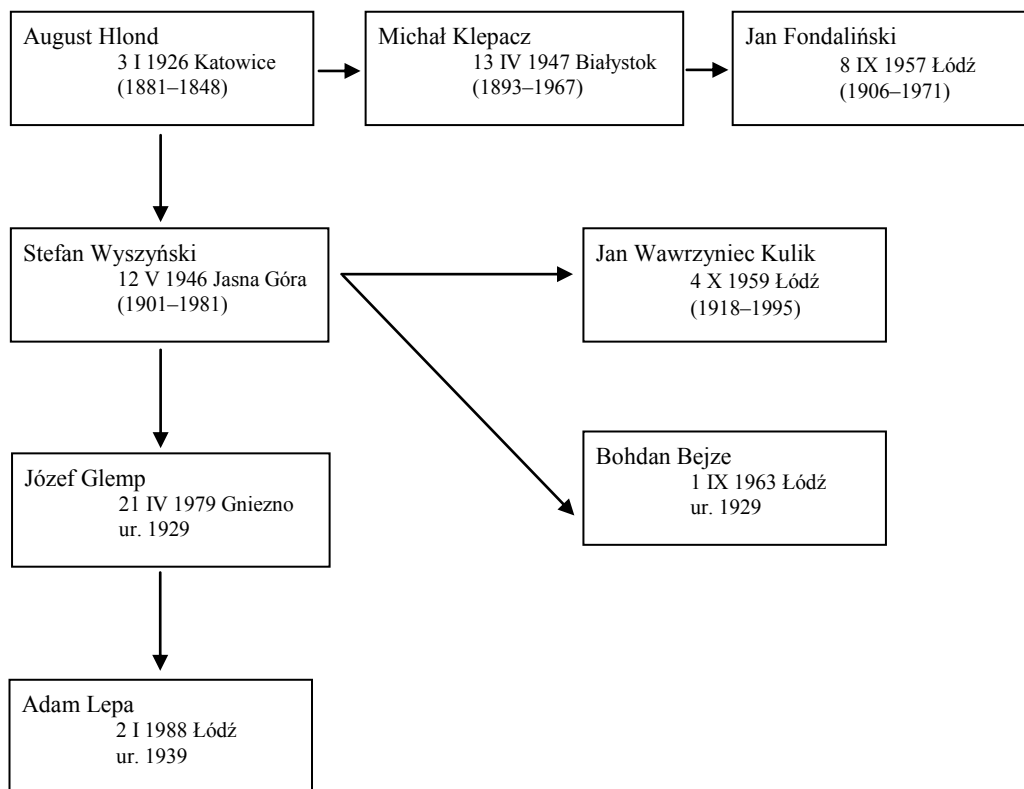 August Hlond
3 I 1926 Katowice
(1881–1848)
Michał Klepacz
13 IV 1947 Białystok
(1893–1967)
Jan Fondaliński
8 IX 1957 Łódź
(1906–1971)
Stefan Wyszyński
12 V 1946 Jasna Góra
(1901–1981)
Jan Wawrzyniec Kulik
4 X 1959 Łódź
(1918–1995)
Józef Glemp
21 IV 1979 Gniezno
ur. 1929
Bohdan Bejze
1 IX 1963 Łódź
ur. 1929
Adam Lepa
2 I 1988 Łódź
ur. 1939